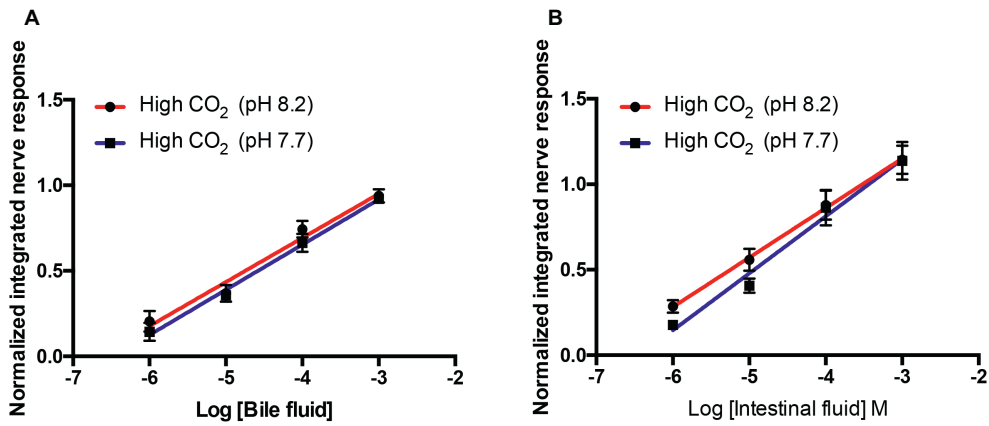 A
Normalized integrated nerve response
1.5
1.0
0.5
0.0
High CO2 (pH 8.2)
High CO2 (pH 7.7)
-7 -6 -5 -4 -3 -2
Log [Bile fluid]
B
Normalized integrated nerve response
1.5
1.0
0.5
0.0
High CO2 (pH 8.2)
High CO2 (pH 7.7)
-7 -6 -5 -4 -3 -2
Log [Intestinal fluid] M